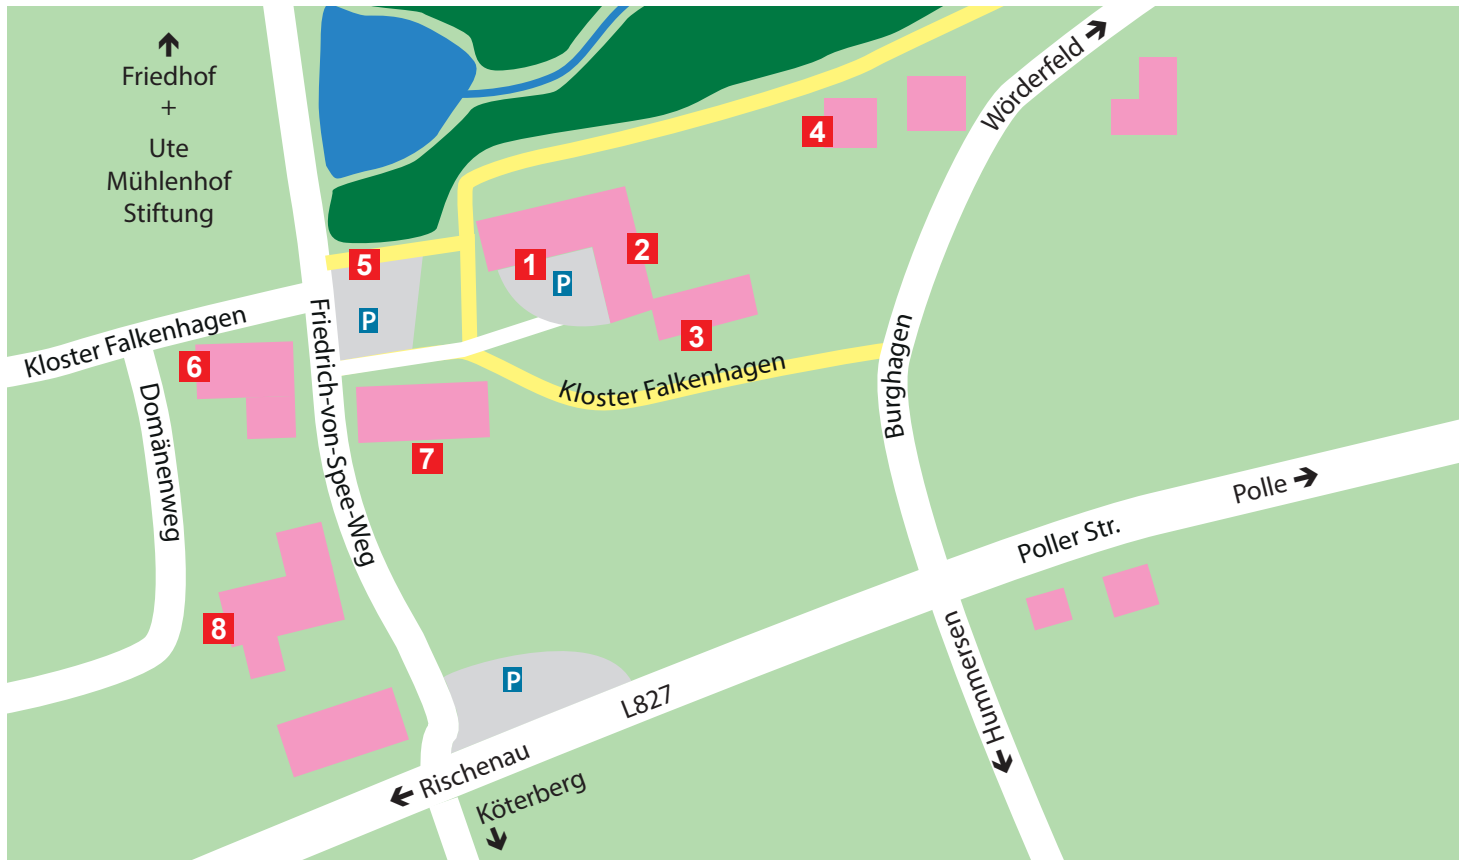 Friedhof
+
Ute
Mühlenhof
Stiftung
Wörderfeld
4
1
2
5
P
P
3
Kloster Falkenhagen
6
Friedrich-von-Spee-Weg
Kloster Falkenhagen
Domänenweg
7
Burghagen
Polle
Poller Str.
8
P
L827
Hummersen
Rischenau
Köterberg